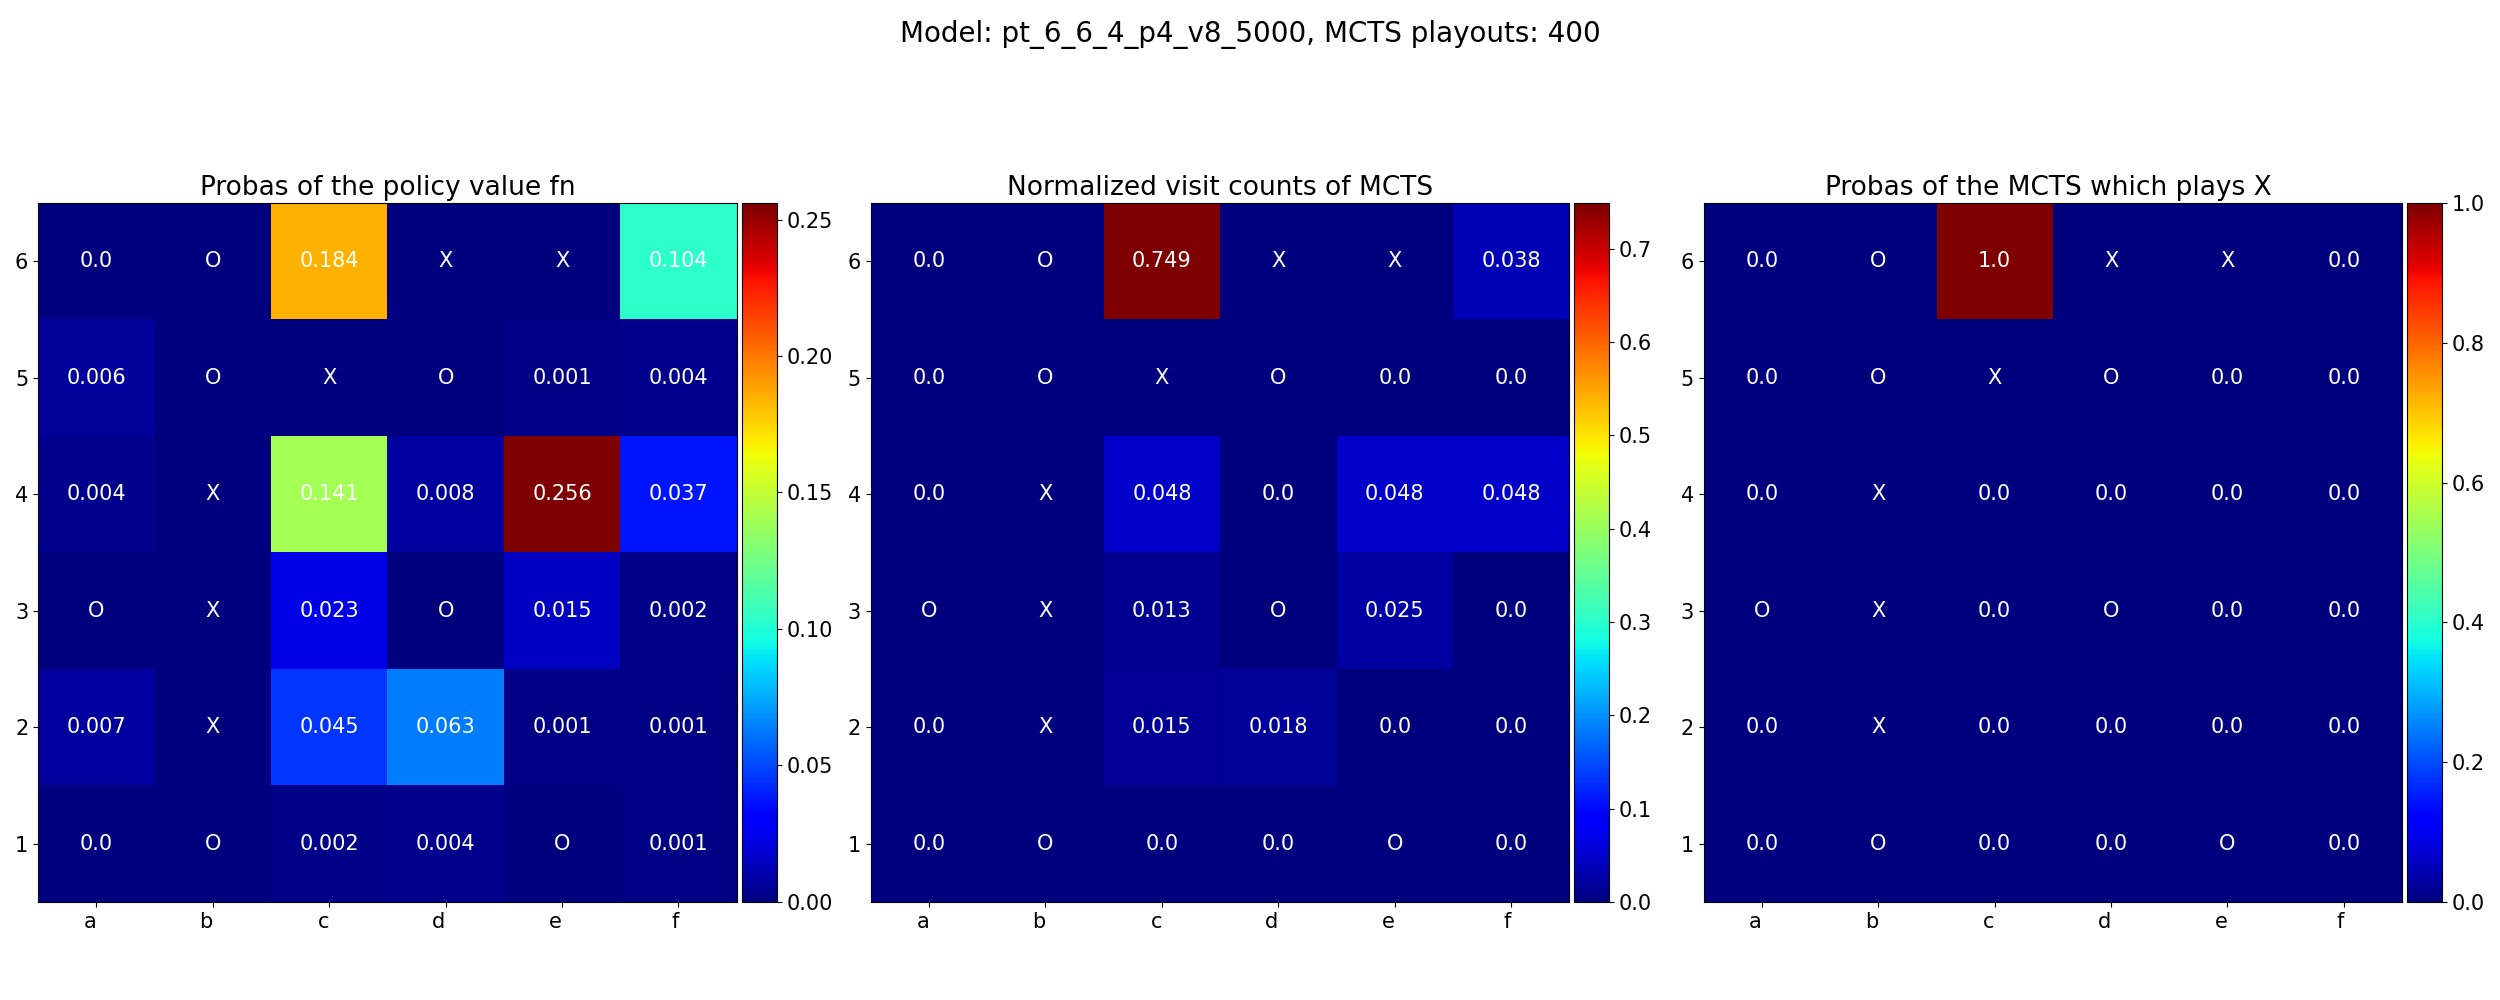 Model: pt_6_6_4_p4_v8_5000, MCTS playouts: 400
Probas of the policy value fn
6 0.0 O 0.184 X X 0.104
5 0.006 O X O 0.001 0.004
4 0.004 X 0.141 0.008 0.256 0.037
3 O X 0.023 O 0.015 0.002
2 0.007 X 0.045 0.063 0.001 0.001
1 0.0 O 0.002 0.004 O 0.001
a b c d e f
0.25
0.20
0.15
0.10
0.05
0.00
Normalized visit counts of MCTS
6 0.0 O 0.749 X X 0.038
5 0.0 O X O 0.0 0.0
4 0.0 X 0.048 0.0 0.048 0.048
3 O X 0.013 O 0.025 0.0
2 0.0 X 0.015 0.018 0.0 0.0
1 0.0 O 0.0 0.0 O 0.0
a b c d e f
0.7
0.6
0.5
0.4
0.3
0.2
0.1
0.0
Probas of the MCTS which plays X
6 0.0 O 1.0 X X 0.0
5 0.0 O X O 0.0 0.0
4 0.0 X 0.0 0.0 0.0 0.0
3 O X 0.0 O 0.0 0.0
2 0.0 X 0.0 0.0 0.0 0.0
1 0.0 O 0.0 0.0 O 0.0
a b c d e f
1.0
0.8
0.6
0.4
0.2
0.0